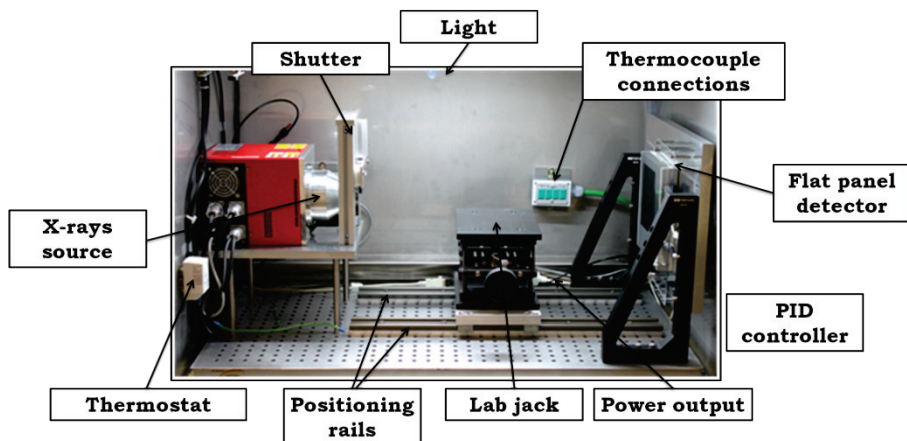 Light
Shutter
Thermocouple
connections
Flat panel
detector
X-rays
source
PID
controller
Thermostat
Positioning
rails
Lab jack
Power output